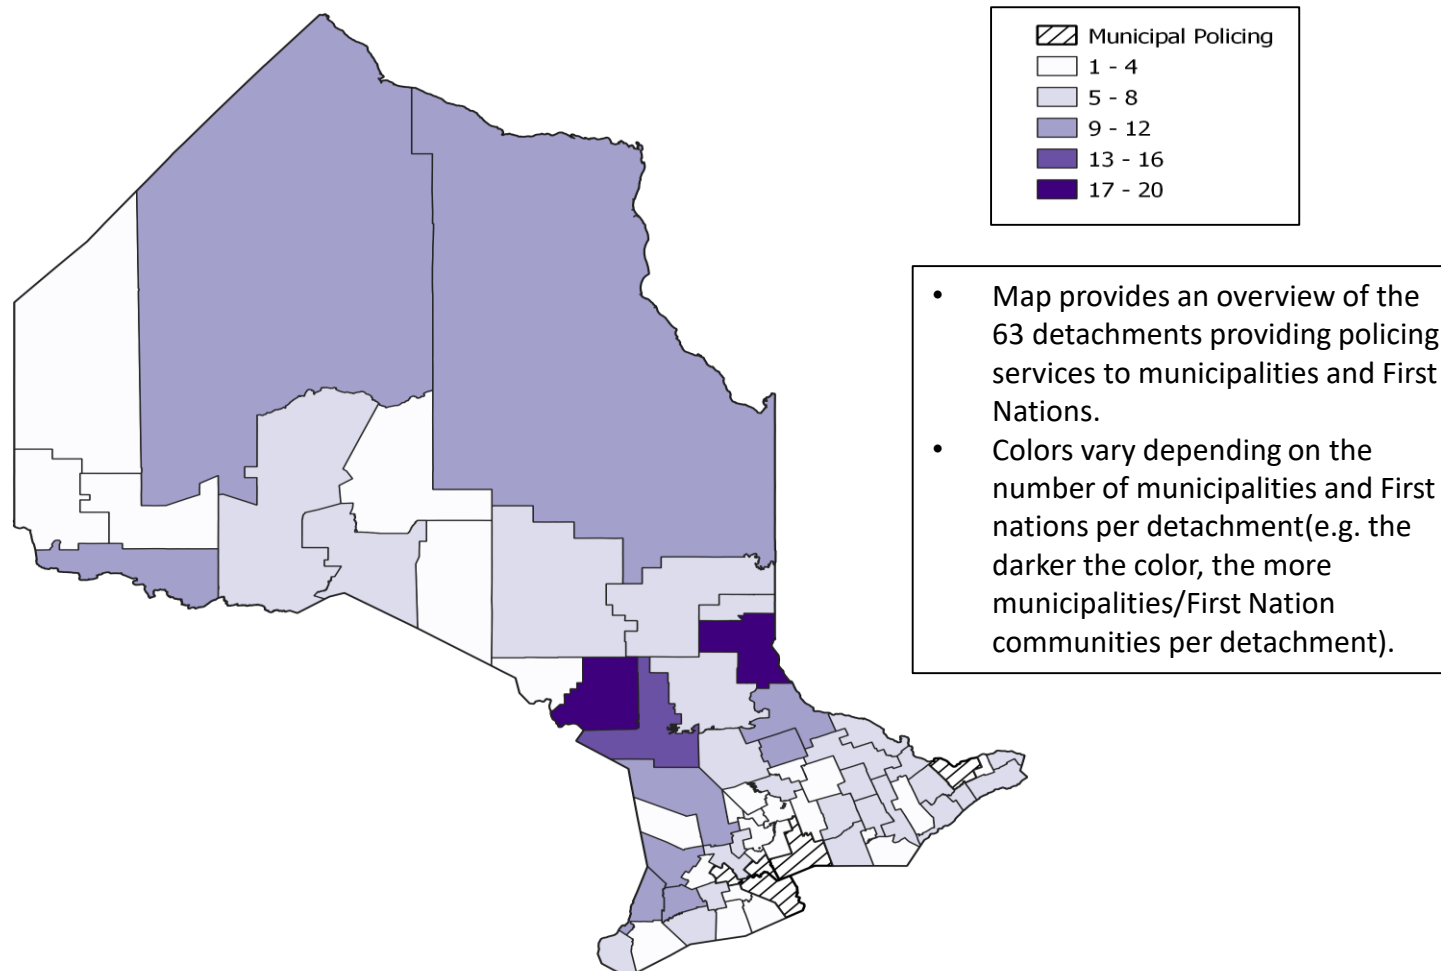 Municipal Policing
1 - 4
5 - 8
9 - 12
13 - 16
17 - 20
• Map provides an overview of the
63 detachments providing policing
services to municipalities and First
Nations.
• Colors vary depending on the
number of municipalities and First
nations per detachment(e.g. the
darker the color, the more
municipalities/First Nation
communities per detachment).